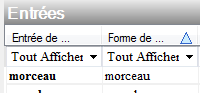 Entrées
Entrée de ... Forme de ...
Tout Afficher Tout Afficher
morceau morceau